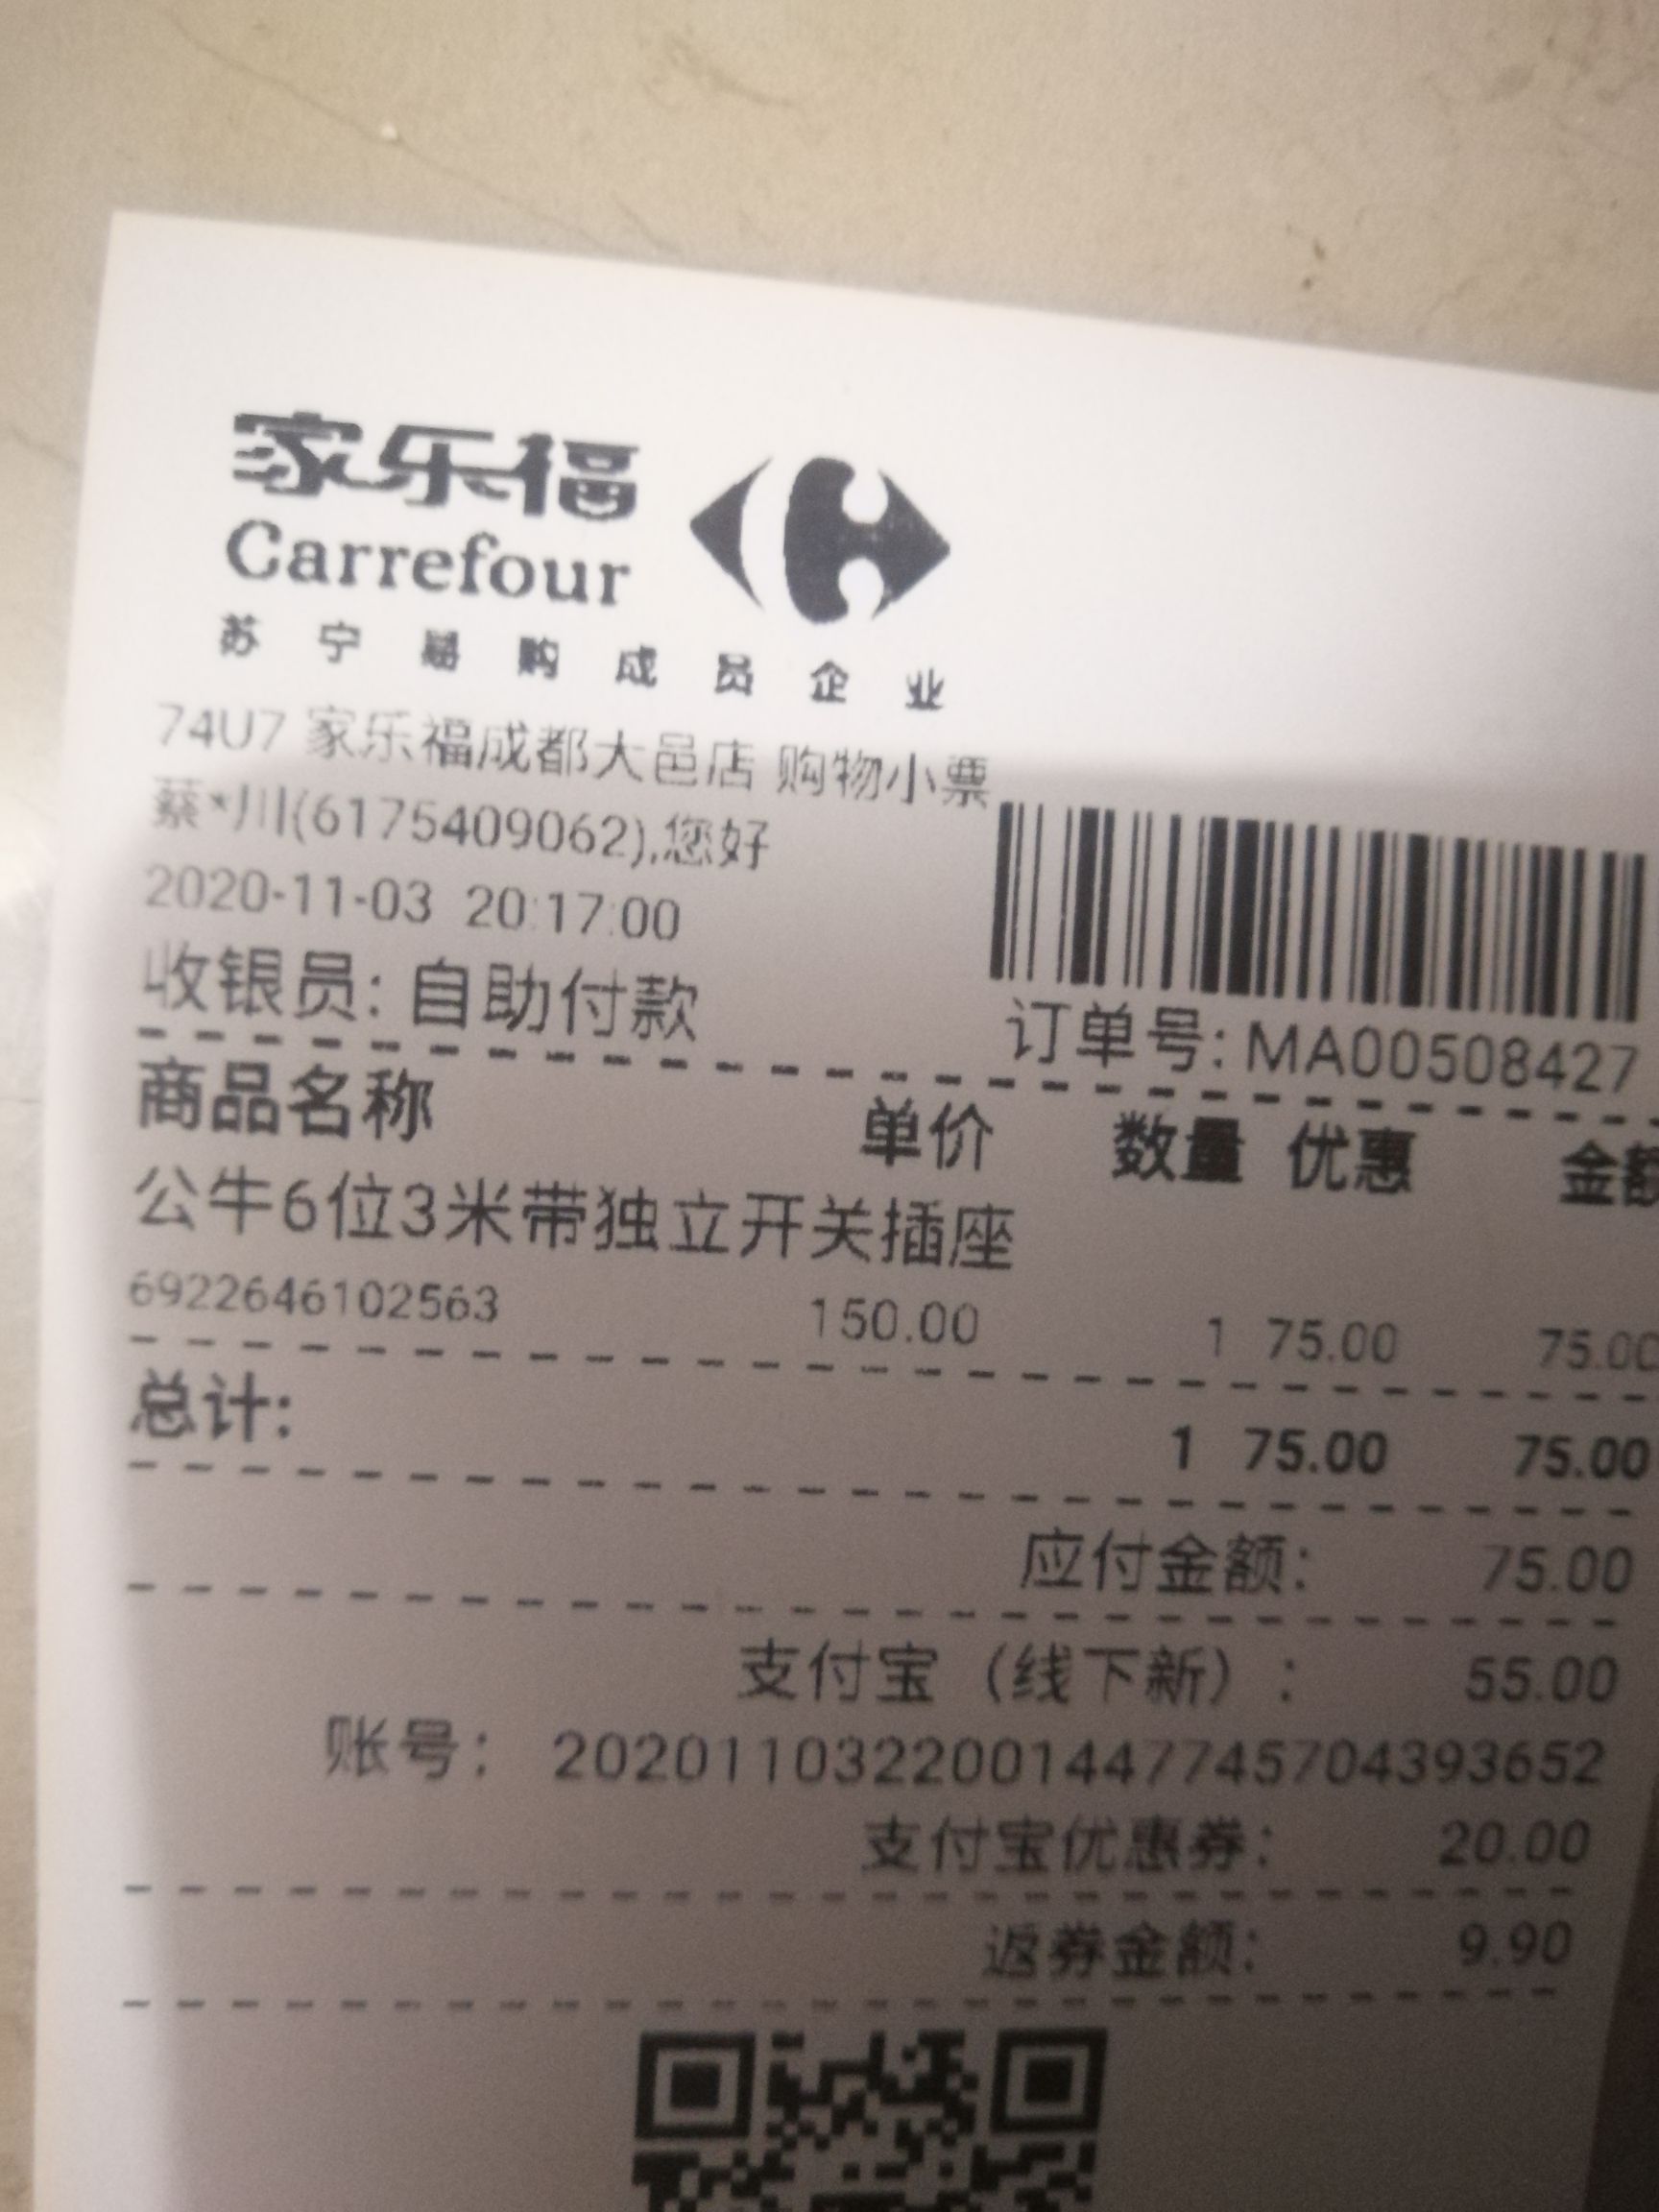 家乐福
Carrefour
苏宁易购成员企业
74U7 家乐福成都大邑店 购物小票
蔡*川(6175409062),您好
2020-11-03 20:17:00
收银员: 自助付款
订单号: MA00508427
商品名称 单价 数量 优惠 金额
公牛6位3米带独立开关插座
6922646102563 150.00 1 75.00 75.00
总计: 1 75.00 75.00
应付金额: 75.00
支付宝（线下新）: 55.00
账号: 2020110322001447745704393652
支付宝优惠券: 20.00
返券金额: 9.90